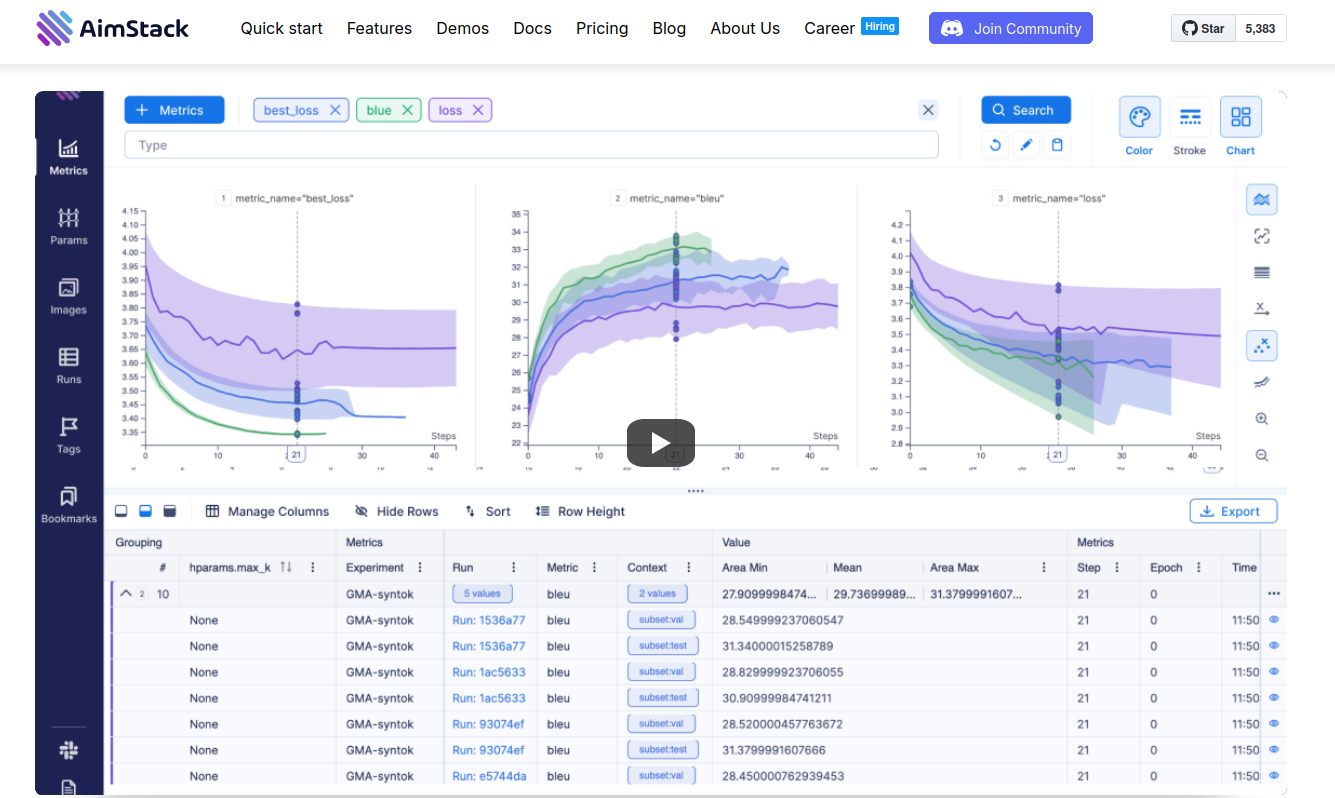 AimStack Quick start Features Demos Docs Pricing Blog About Us Career Hiring Join Community Star 5,383
Metrics best_loss blue loss Search
Type
Color Stroke Chart
Metrics
Params
Images
Runs
Tags
Bookmarks
1 metric_name="best_loss"
4.15
4.10
4.05
4.00
3.95
3.90
3.85
3.80
3.75
3.70
3.65
3.60
3.55
3.50
3.45
3.40
3.35
Steps
0 10 21 30 40
2 metric_name="bleu"
35
34
33
32
31
30
29
28
27
26
25
24
23
22
Steps
0 10 21 30 40
3 metric_name="loss"
4.2
4.1
4.0
3.9
3.8
3.7
3.6
3.5
3.4
3.3
3.2
3.1
3.0
2.9
2.8
Steps
0 10 21 30 40
Manage Columns Hide Rows Sort Row Height Export
Grouping Metrics Value Metrics
# hparams.max_k Experiment Run Metric Context Area Min Mean Area Max Step Epoch Time
2 10 GMA-syntok 5 values bleu 2 values 27.9099998474... 29.73699989... 31.3799991607... 21 0
None GMA-syntok Run: 1536a77 bleu subset:val 28.549999237060547 21 0 11:50
None GMA-syntok Run: 1536a77 bleu subset:test 31.34000015258789 21 0 11:50
None GMA-syntok Run: 1ac5633 bleu subset:val 28.829999923706055 21 0 11:50
None GMA-syntok Run: 1ac5633 bleu subset:test 30.90999984741211 21 0 11:50
None GMA-syntok Run: 93074ef bleu subset:val 28.520000457763672 21 0 11:50
None GMA-syntok Run: 93074ef bleu subset:test 31.3799991607666 21 0 11:50
None GMA-syntok Run: e5744da bleu subset:val 28.450000762939453 21 0 11:50